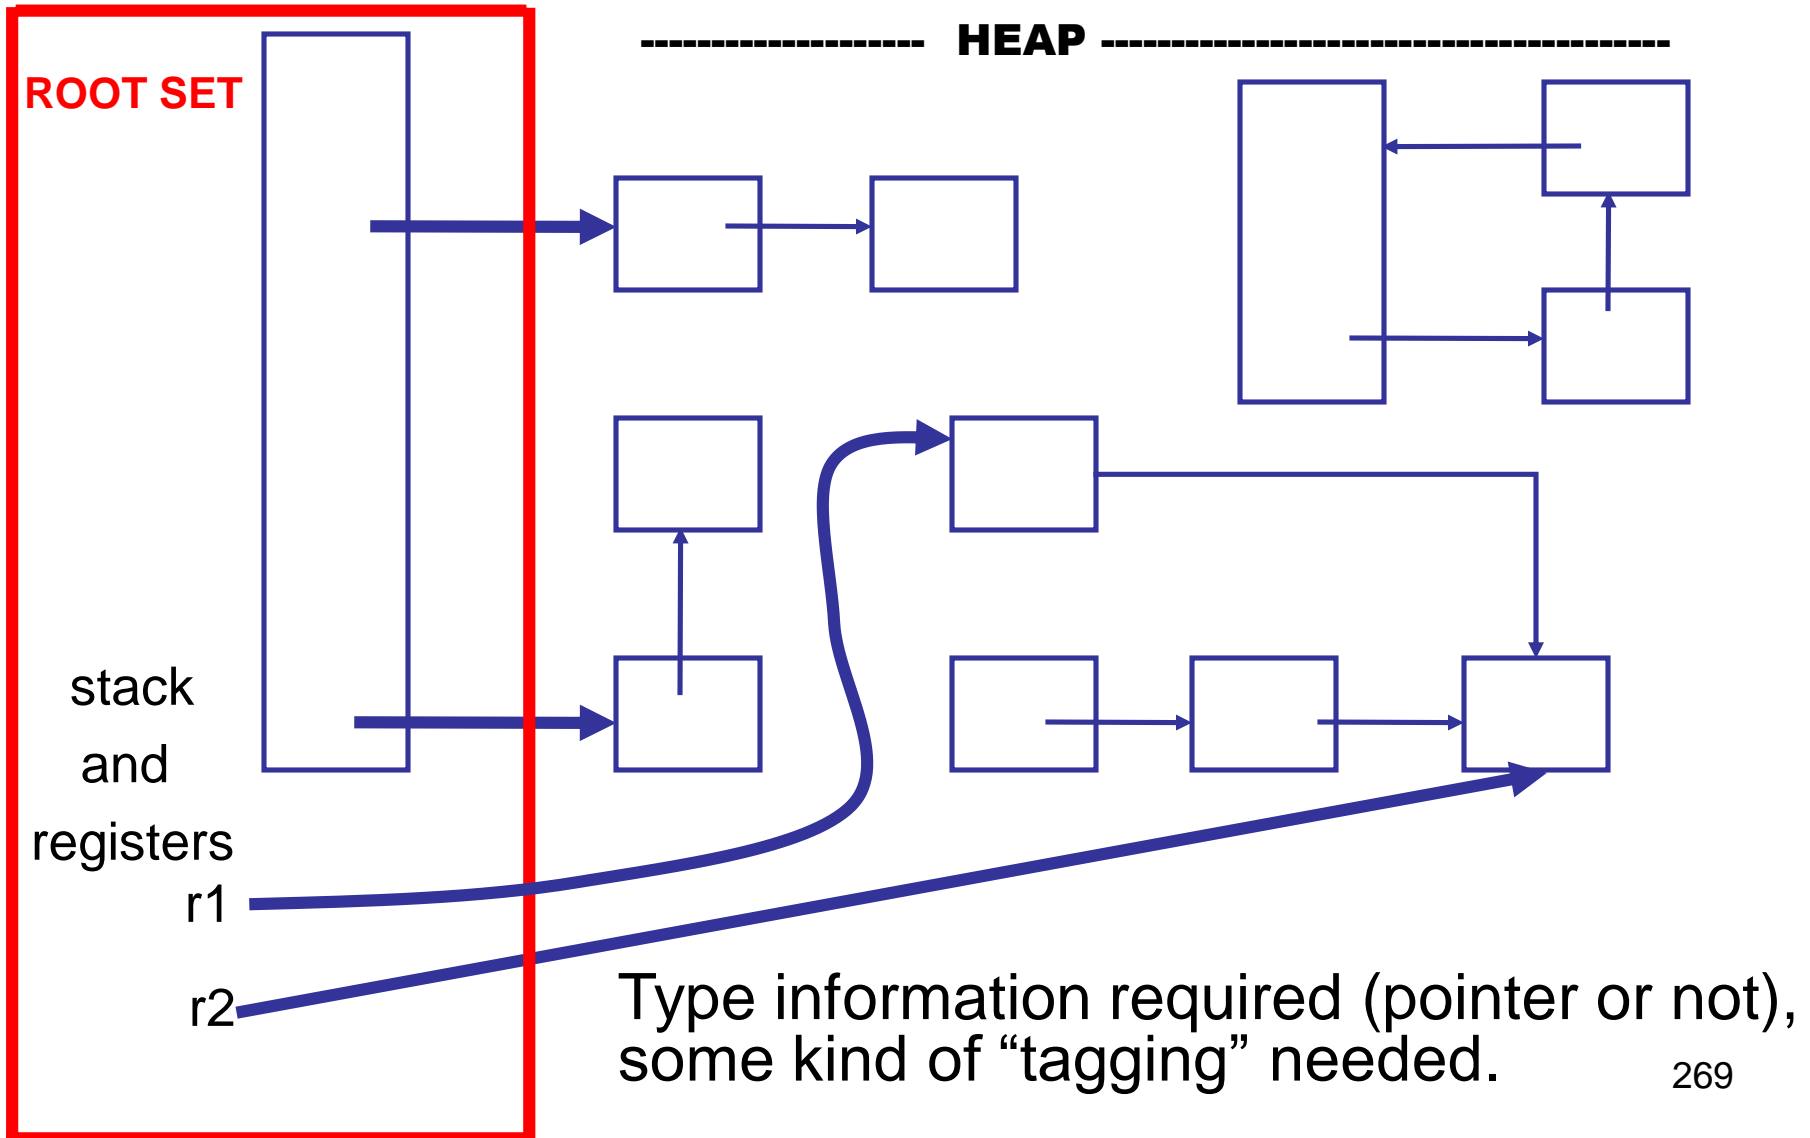 ------------------- HEAP --------------------------------------
ROOT SET
stack
and
registers
r1
r2
Type information required (pointer or not),
some kind of “tagging” needed.
269